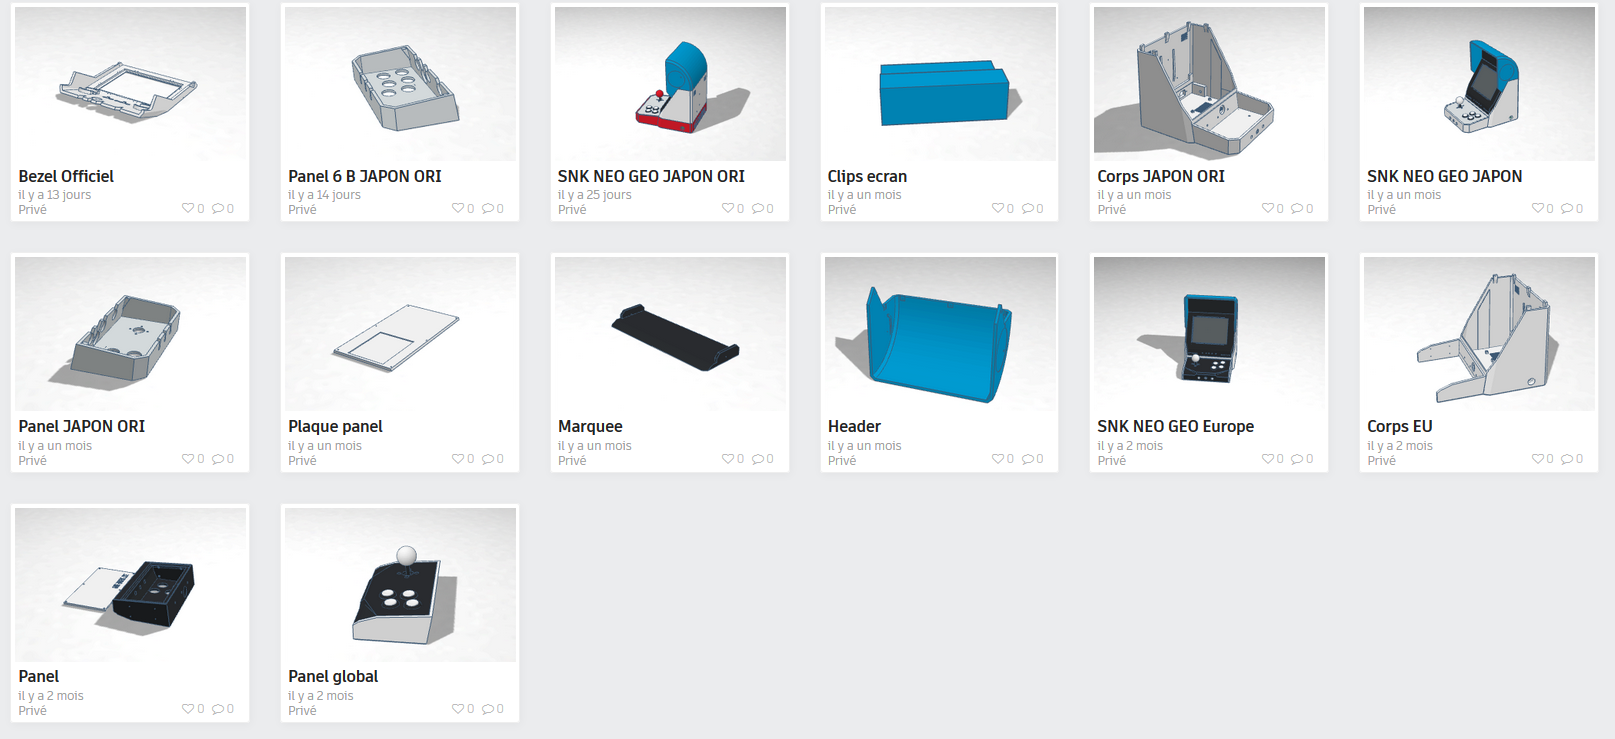 Bezel Officiel
il y a 13 jours
Privé
0 0
Panel 6 B JAPON ORI
il y a 14 jours
Privé
0 0
SNK NEO GEO JAPON ORI
il y a 25 jours
Privé
0 0
Clips ecran
il y a un mois
Privé
0 0
Corps JAPON ORI
il y a un mois
Privé
0 0
SNK NEO GEO JAPON
il y a un mois
Privé
0 0
Panel JAPON ORI
il y a un mois
Privé
0 0
Plaque panel
il y a un mois
Privé
0 0
Marquee
il y a un mois
Privé
0 0
Header
il y a un mois
Privé
0 0
SNK NEO GEO Europe
il y a 2 mois
Privé
0 0
Corps EU
il y a 2 mois
Privé
0 0
Panel
il y a 2 mois
Privé
0 0
Panel global
il y a 2 mois
Privé
0 0